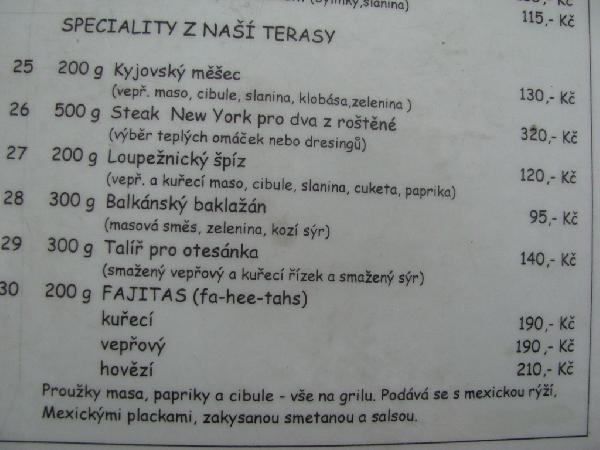 slanina)
115,- Kč
SPECIALITY Z NAŠÍ TERASY
25 200 g Kyjovský měšec
(vepř. maso, cibule, slanina, klobása,zelenina ) 130,- Kč
26 500 g Steak New York pro dva z roštěné
(výběr teplých omáček nebo dresingů) 320,- Kč
27 200 g Loupežnický špíz
(vepř. a kuřecí maso, cibule, slanina, cuketa, paprika) 120,- Kč
28 300 g Balkánský baklažán
(masová směs, zelenina, kozí sýr) 95,- Kč
29 300 g Talíř pro otesánka
(smažený vepřový a kuřecí řízek a smažený sýr) 140,- Kč
30 200 g FAJITAS (fa-hee-tahs)
kuřecí 190,- Kč
vepřový 190,- Kč
hovězí 210,- Kč
Proužky masa, papriky a cibule - vše na grilu. Podává se s mexickou rýží,
Mexickými plackami, zakysanou smetanou a salsou.